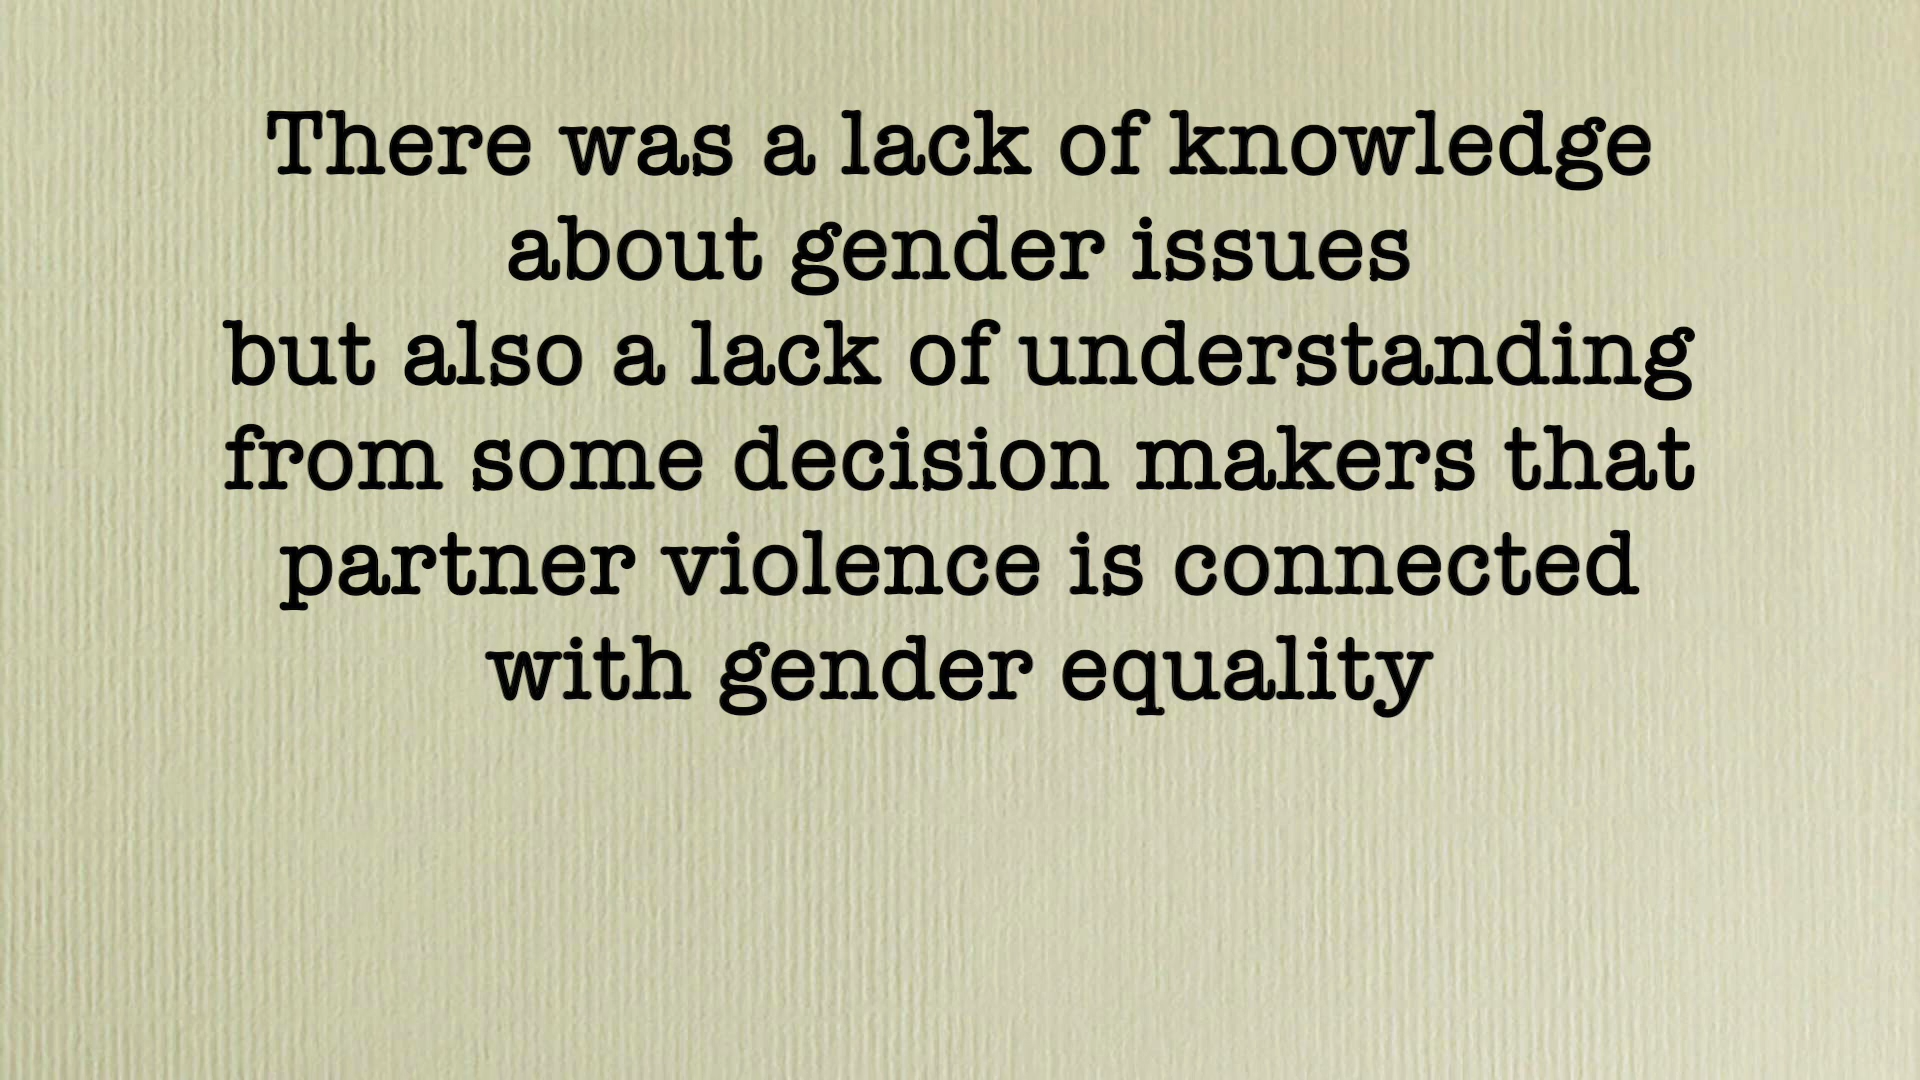 There was a lack of knowledge
about gender issues
but also a lack of understanding
from some decision makers that
partner violence is connected
with gender equality